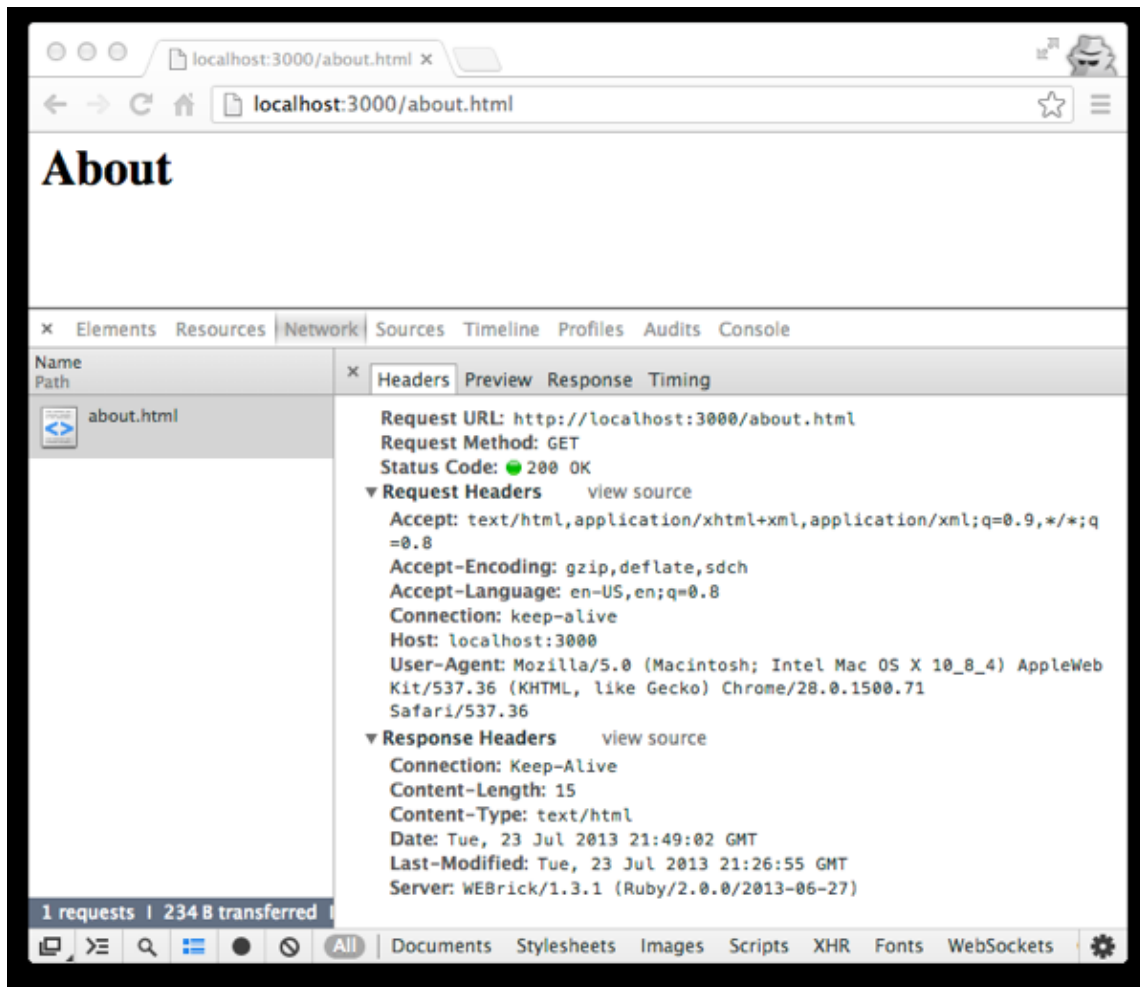 localhost:3000/about.html ×
localhost:3000/about.html
About
× Elements Resources Network Sources Timeline Profiles Audits Console
Name
Path
× Headers Preview Response Timing
about.html
Request URL: http://localhost:3000/about.html
Request Method: GET
Status Code: 200 OK
▼ Request Headers view source
Accept: text/html,application/xhtml+xml,application/xml;q=0.9,*/*;q
=0.8
Accept-Encoding: gzip,deflate,sdch
Accept-Language: en-US,en;q=0.8
Connection: keep-alive
Host: localhost:3000
User-Agent: Mozilla/5.0 (Macintosh; Intel Mac OS X 10_8_4) AppleWeb
Kit/537.36 (KHTML, like Gecko) Chrome/28.0.1500.71
Safari/537.36
▼ Response Headers view source
Connection: Keep-Alive
Content-Length: 15
Content-Type: text/html
Date: Tue, 23 Jul 2013 21:49:02 GMT
Last-Modified: Tue, 23 Jul 2013 21:26:55 GMT
Server: WEBrick/1.3.1 (Ruby/2.0.0/2013-06-27)
1 requests | 234 B transferred |
All | Documents Stylesheets Images Scripts XHR Fonts WebSockets